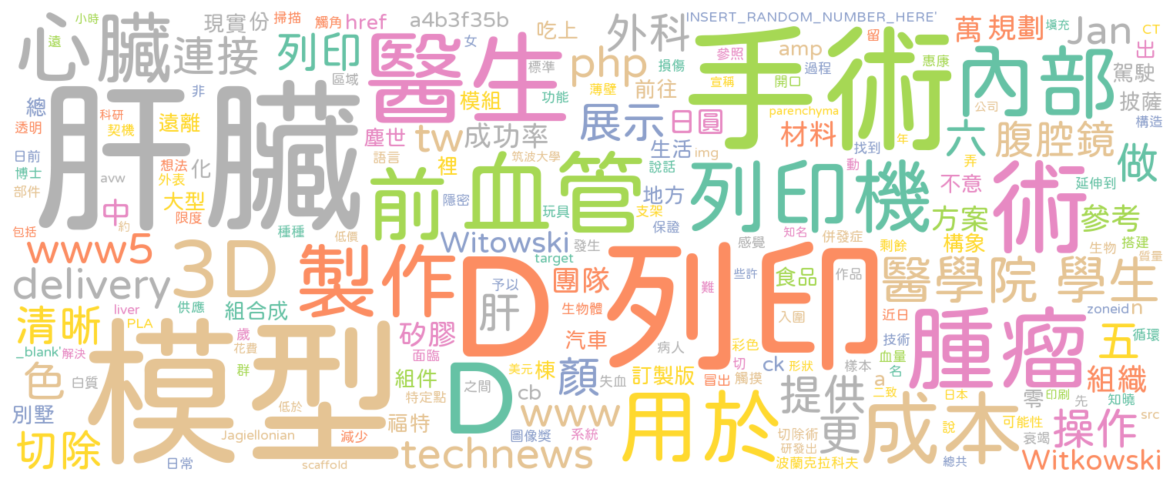 小時 掃描 觸角 href a4b3f35b 女 吃上 外科 INSERT_RANDOM_NUMBER_HERE' 留 惠康 填充 CT
遠 心臟 連接 現實 份 列印 區域 醫生 標準 損傷 php amp 參照 過程 開口 手術 萬 規劃 Jan 出
非 總 透明 科研 契機 遠離 化 模組 功能 薄壁 前往 宣稱 parenchyma 公司 內部 駕駛 披薩 構造
肝臟 tw 成功率 展示 日圓 材料 六 腹腔鏡 年
日前 博士 部件 avw 想法 外表 大型 限度 中 約 語言 裡 筑波大學 說話 生活 img 找到 動 弄 不意 延伸到 做
塵世 前 血管 隱密 玩具 地方 支架 保證 列印機 方案 術 參考 生物 搭建 質量
包括 種種 低價 Witowski target 發生 感覺 知名 併發症 剩餘 構象
www5 3D 製作 D 列印 團隊 些許 食品 作品 醫學院 學生
delivery 供應 組合成 予以 肝 生物體 難 入圍 近日 zoneid n
清晰 liver PLA 歲 矽膠 汽車 病人 彩色 形狀 技術 腫瘤 五 循環
_blank' 解決 模型 花費 面臨 美元 棟 顏 訂製版 切 觸摸 ck 樣本 血量 名 組織
色 白質 群 組件 D 之間 cb 失血 冒出 提供 零 a 二致 日本 印刷 先 知曉
別墅 低於 特定點 福特 www 用於 更 成本 說 可能性 src 操作
切除 Jagiellonian 減少 圖像獎 系統 切除術 研發出 衰竭
日常 scaffold technews 波蘭克拉科夫 總共 Witkowski